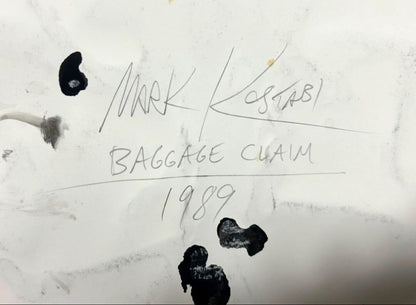 MARK KOSTABI
BAGGAGE CLAIM
1989